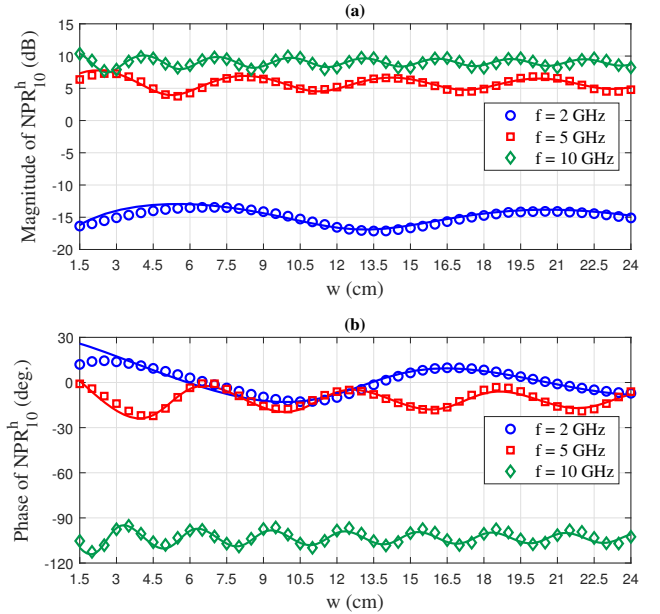 (a)
Magnitude of NPR^h_10 (dB)
15
10
5
0
5
-10
-15
-20
1.5 3 4.5 6 7.5 9 10.5 12 13.5 15 16.5 18 19.5 21 22.5 24
w (cm)
f = 2 GHz
f = 5 GHz
f = 10 GHz
(b)
Phase of NPR^h_10 (deg.)
30
0
-30
-60
-90
-120
1.5 3 4.5 6 7.5 9 10.5 12 13.5 15 16.5 18 19.5 21 22.5 24
w (cm)
f = 2 GHz
f = 5 GHz
f = 10 GHz